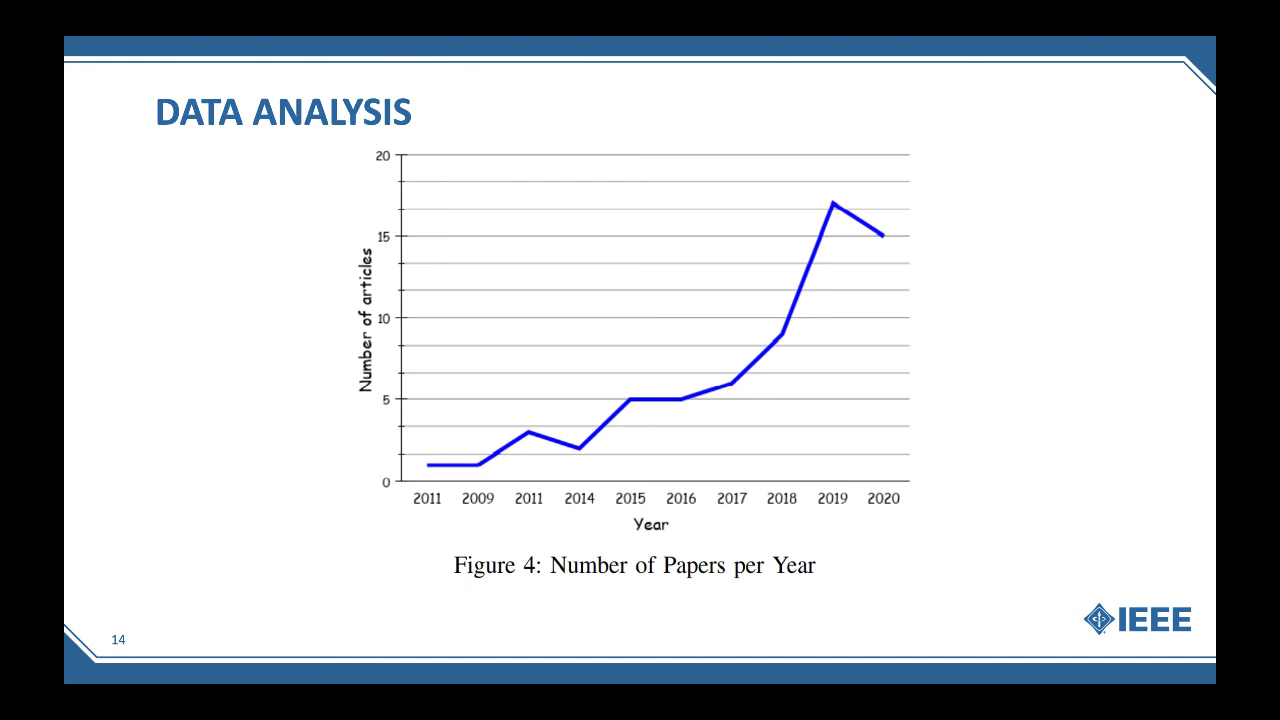 DATA ANALYSIS
20
15
10
5
0
Number of articles
2011 2009 2011 2014 2015 2016 2017 2018 2019 2020
Year
Figure 4: Number of Papers per Year
14
IEEE